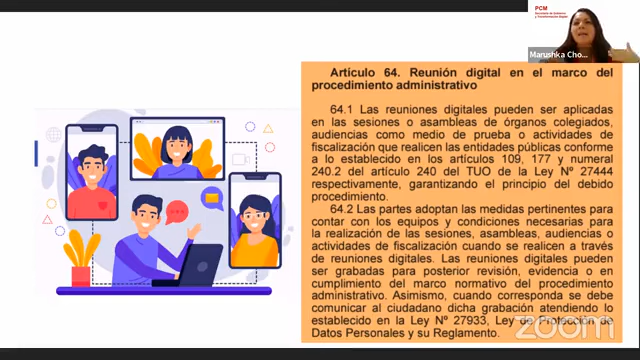 PCM
Secretaría de Gobierno
y Transformación Digital
Marushka Cho...
Artículo 64. Reunión digital en el marco del
procedimiento administrativo
64.1 Las reuniones digitales pueden ser aplicadas
en las sesiones o asambleas de órganos colegiados,
audiencias como medio de prueba o actividades de
fiscalización que realicen las entidades públicas conforme
a lo establecido en los artículos 109, 177 y numeral
240.2 del artículo 240 del TUO de la Ley Nº 27444
respectivamente, garantizando el principio del debido
procedimiento.
64.2 Las partes adoptan las medidas pertinentes para
contar con los equipos y condiciones necesarias para
la realización de las sesiones, asambleas, audiencias o
actividades de fiscalización cuando se realicen a través
de reuniones digitales. Las reuniones digitales pueden
ser grabadas para posterior revisión, evidencia o en
cumplimiento del marco normativo del procedimiento
administrativo. Asimismo, cuando corresponda se debe
comunicar al ciudadano dicha grabación atendiendo lo
establecido en la Ley Nº 27933, Ley de Protección de
Datos Personales y su Reglamento.
zoom